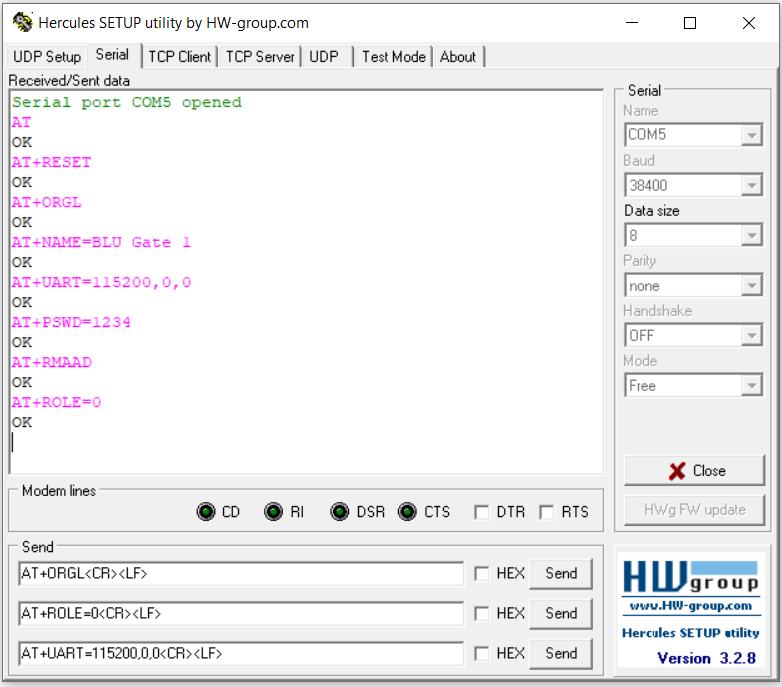 Hercules SETUP utility by HW-group.com
UDP Setup Serial TCP Client TCP Server UDP Test Mode About
Received/Sent data
Serial port COM5 opened
AT
OK
AT+RESET
OK
AT+ORGL
OK
AT+NAME=BLU Gate 1
OK
AT+UART=115200,0,0
OK
AT+PSWD=1234
OK
AT+RMAAD
OK
AT+ROLE=0
OK
Serial
Name
COM5
Baud
38400
Data size
8
Parity
none
Handshake
OFF
Mode
Free
Close
HWg FW update
Modem lines
CD RI DSR CTS DTR RTS
Send
AT+ORGL<CR><LF> HEX Send
AT+ROLE=0<CR><LF> HEX Send
AT+UART=115200,0,0<CR><LF> HEX Send
HWgroup
www.HW-group.com
Hercules SETUP utility
Version 3.2.8